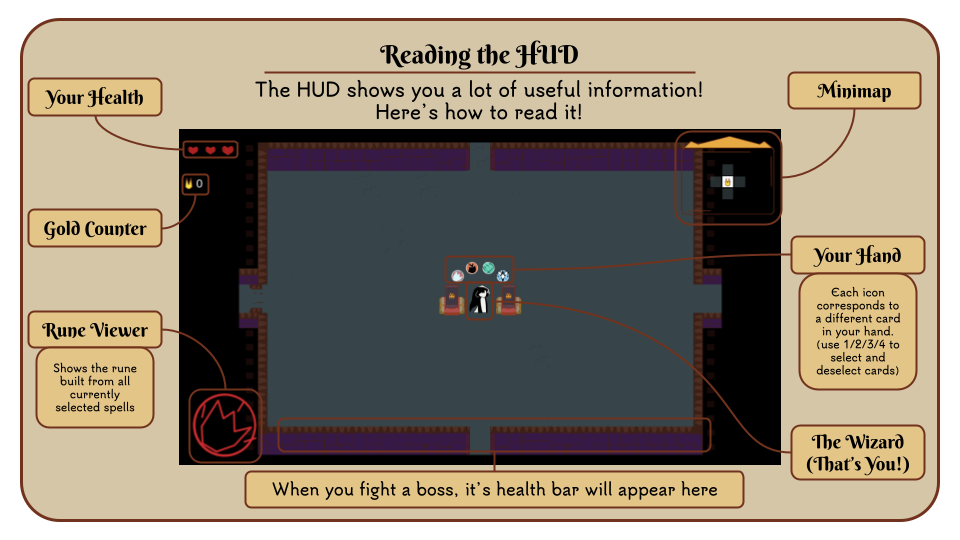 Reading the HUD
The HUD shows you a lot of useful information!
Here's how to read it!
Your Health
Minimap
0
Gold Counter
Your Hand
Each icon
corresponds to
a different card
in your hand.
(use 1/2/3/4 to
select and
deselect cards)
Rune Viewer
Shows the rune
built from all
currently
selected spells
The Wizard
(That's You!)
When you fight a boss, it's health bar will appear here